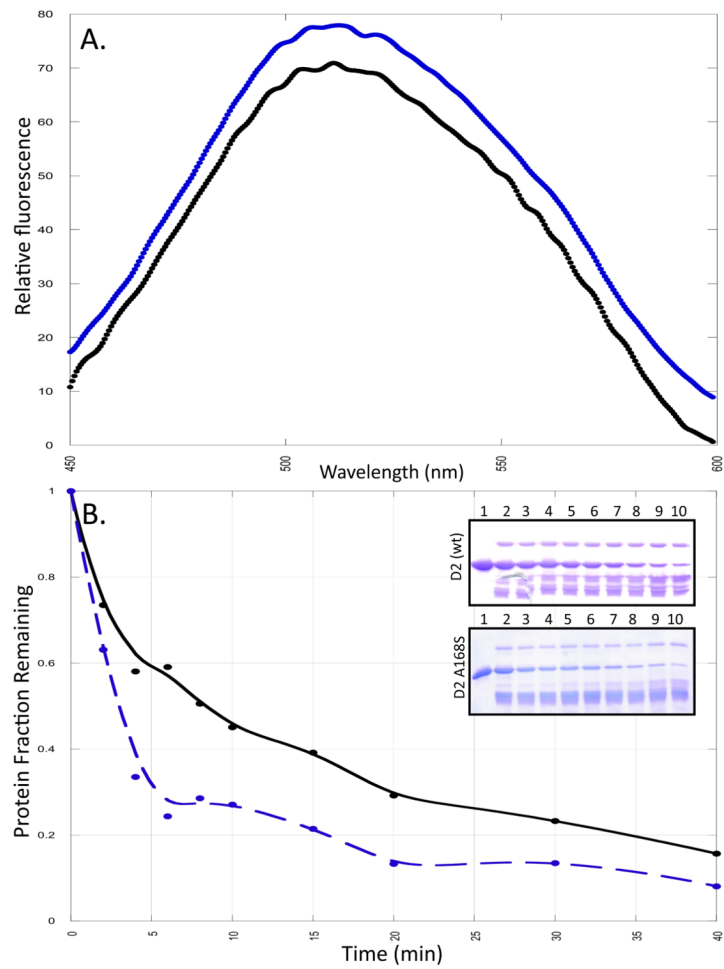 A.
80
70
60
50
40
30
20
10
0
Relative fluorescence
450
500
550
600
Wavelength (nm)
B.
1
0.8
0.6
0.4
0.2
0
Protein Fraction Remaining
1 2 3 4 5 6 7 8 9 10
D2 (wt)
1 2 3 4 5 6 7 8 9 10
D2 A168S
0
5
10
15
20
25
30
35
40
Time (min)